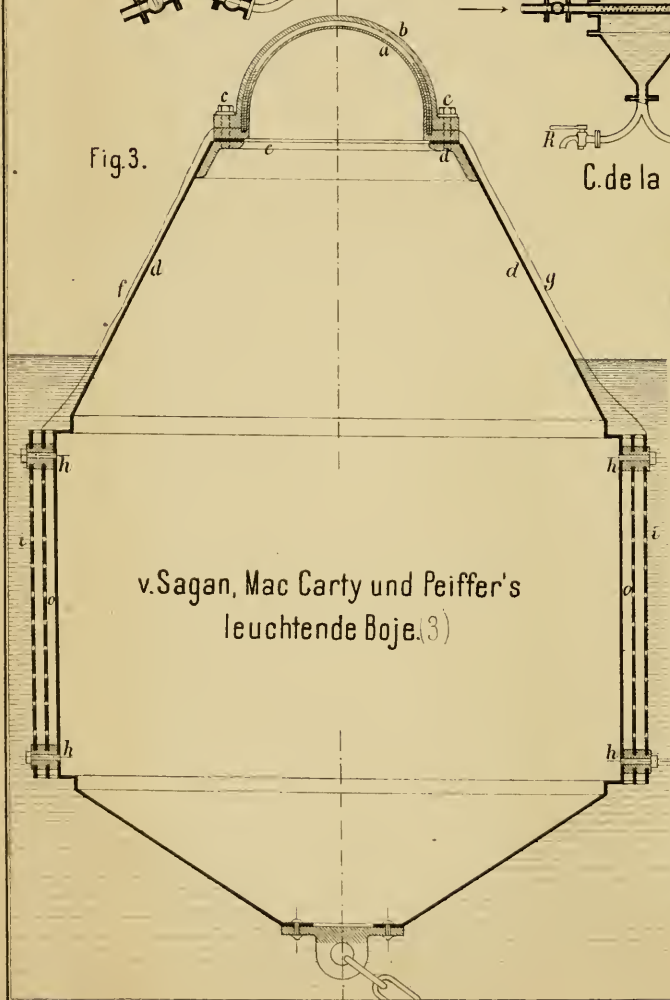 b
a
c
c
R
Fig.3.
e
d
C. de la
d
d
f
g
h
h
i
i
o
o
v. Sagan, Mac Carty und Peiffer's
leuchtende Boje. (3)
h
h